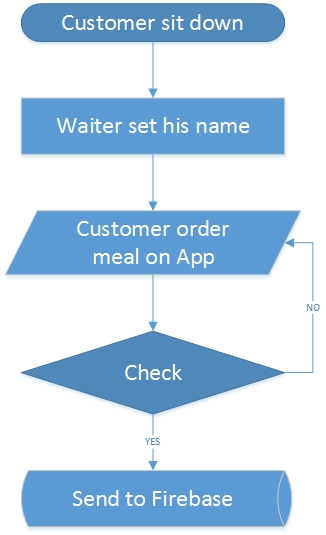 Customer sit down
Waiter set his name
Customer order
meal on App
NO
Check
YES
Send to Firebase